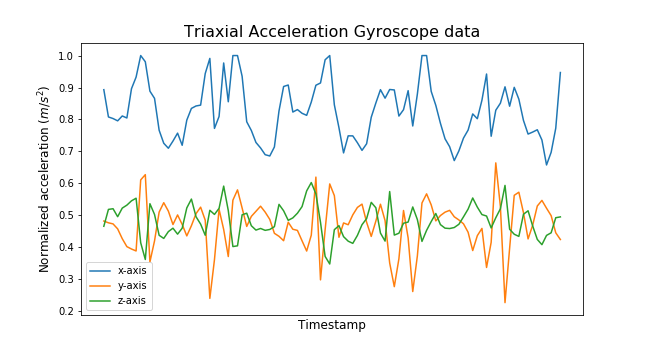 Triaxial Acceleration Gyroscope data
Normalized acceleration (m/s²)
1.0
0.9
0.8
0.7
0.6
0.5
0.4
0.3
0.2
x-axis
y-axis
z-axis
Timestamp